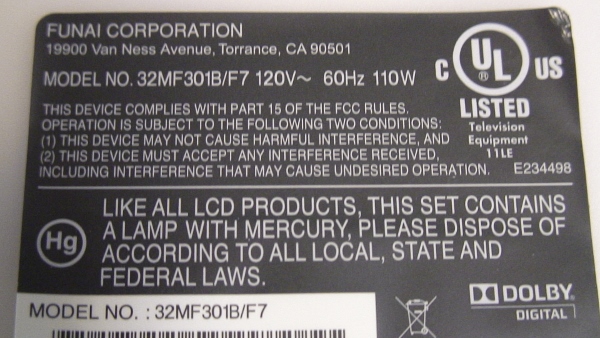 FUNAI CORPORATION
19900 Van Ness Avenue, Torrance, CA 90501
MODEL NO. 32MF301B/F7 120V~ 60Hz 110W
C UL ® US
LISTED
Television
Equipment
11LE
E234498
THIS DEVICE COMPLIES WITH PART 15 OF THE FCC RULES.
OPERATION IS SUBJECT TO THE FOLLOWING TWO CONDITIONS:
(1) THIS DEVICE MAY NOT CAUSE HARMFUL INTERFERENCE, AND
(2) THIS DEVICE MUST ACCEPT ANY INTERFERENCE RECEIVED,
INCLUDING INTERFERENCE THAT MAY CAUSE UNDESIRED OPERATION.
Hg
LIKE ALL LCD PRODUCTS, THIS SET CONTAINS
A LAMP WITH MERCURY, PLEASE DISPOSE OF
ACCORDING TO ALL LOCAL, STATE AND
FEDERAL LAWS.
MODEL NO. : 32MF301B/F7
DOLBY
DIGITAL